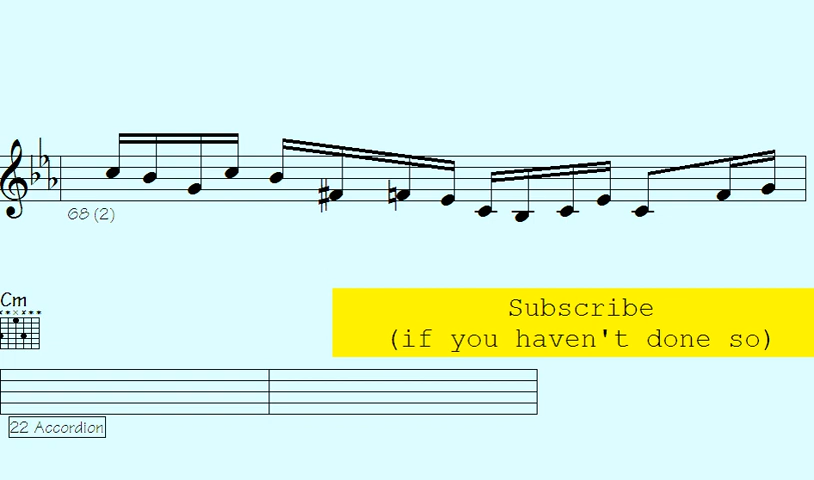 68 (2)
Cm
Subscribe
(if you haven't done so)
22 Accordion